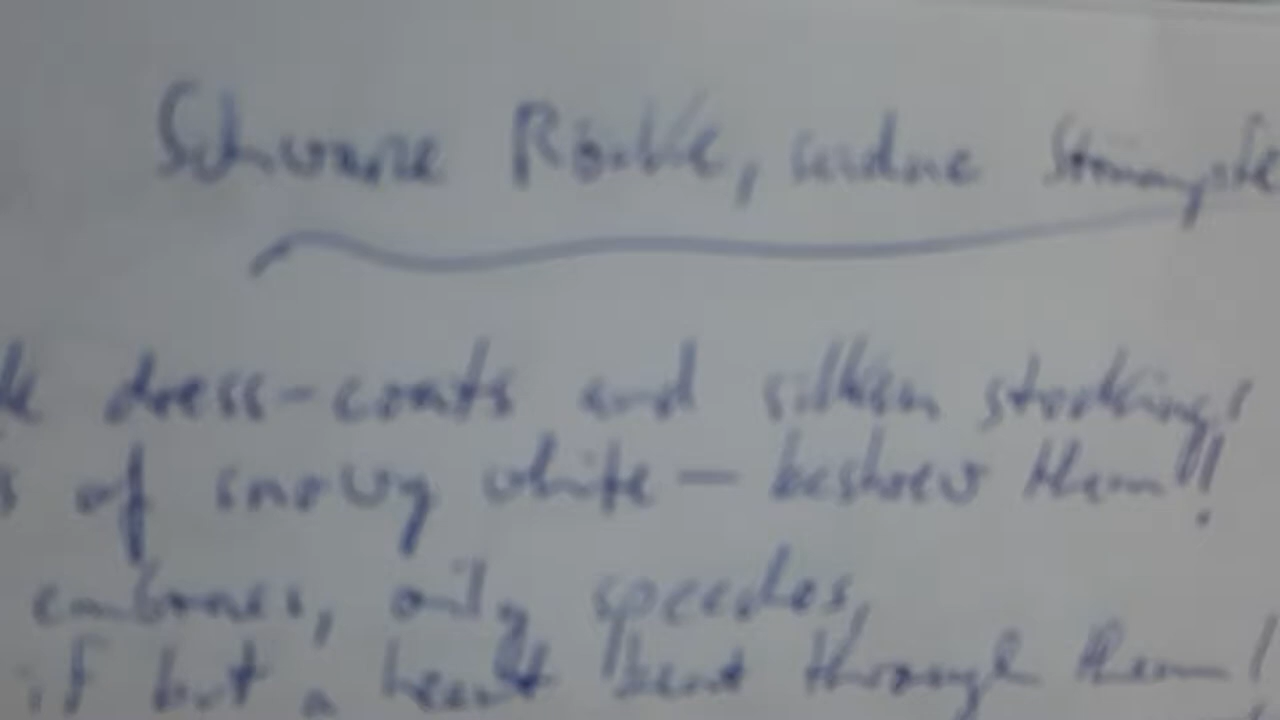 Schwarze Röcke, seidne Strümpfe
dress-coats and silken stockings
of snowy white — beshrew them!
embraces, oily speeches,
if but a heart beat through them!